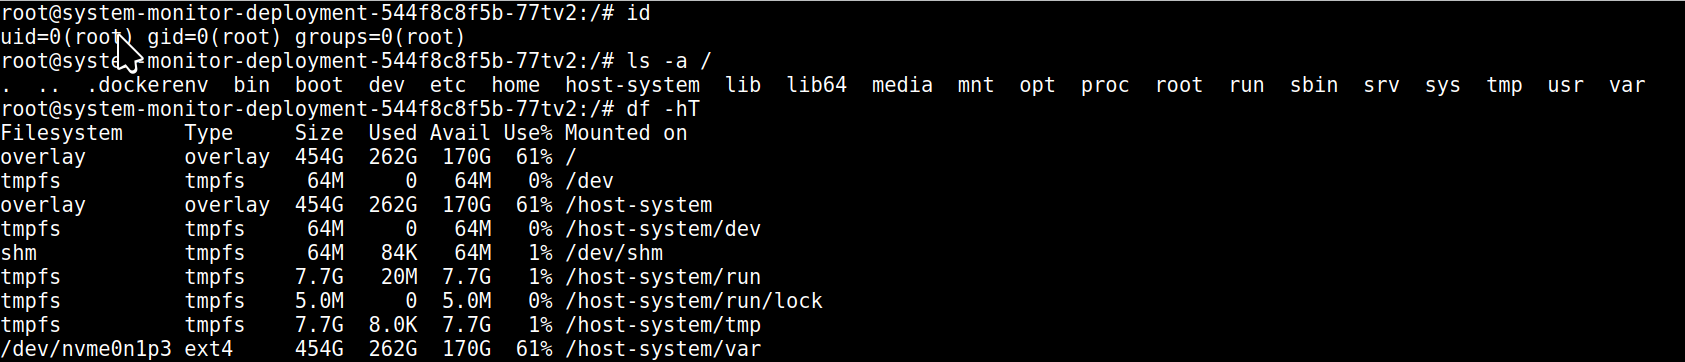 root@system-monitor-deployment-544f8c8f5b-77tv2:/# id
uid=0(root) gid=0(root) groups=0(root)
root@system-monitor-deployment-544f8c8f5b-77tv2:/# ls -a /
.  ..  .dockerenv  bin  boot  dev  etc  home  host-system  lib  lib64  media  mnt  opt  proc  root  run  sbin  srv  sys  tmp  usr  var
root@system-monitor-deployment-544f8c8f5b-77tv2:/# df -hT
Filesystem     Type     Size  Used Avail Use% Mounted on
overlay        overlay  454G  262G  170G  61% /
tmpfs          tmpfs     64M     0   64M   0% /dev
overlay        overlay  454G  262G  170G  61% /host-system
tmpfs          tmpfs     64M     0   64M   0% /host-system/dev
shm            tmpfs     64M   84K   64M   1% /dev/shm
tmpfs          tmpfs    7.7G   20M  7.7G   1% /host-system/run
tmpfs          tmpfs    5.0M     0  5.0M   0% /host-system/run/lock
tmpfs          tmpfs    7.7G  8.0K  7.7G   1% /host-system/tmp
/dev/nvme0n1p3 ext4     454G  262G  170G  61% /host-system/var